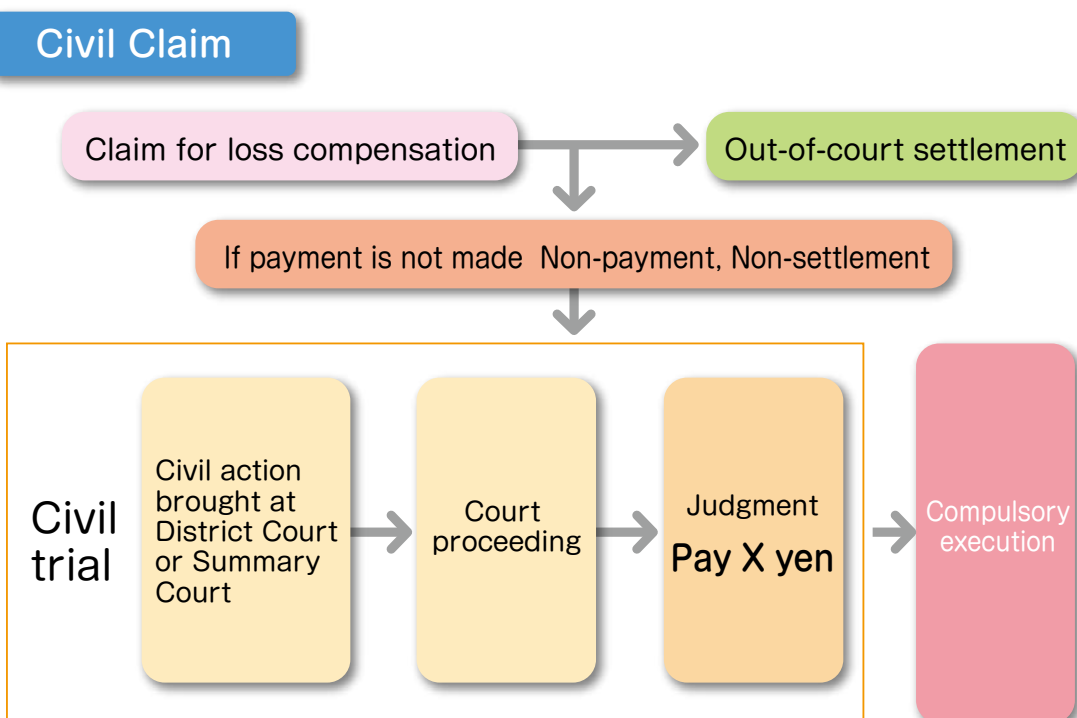 Civil Claim
Claim for loss compensation
Out-of-court settlement
If payment is not made  Non-payment, Non-settlement
Civil
trial
Civil action
brought at
District Court
or Summary
Court
Court
proceeding
Judgment
Pay X yen
Compulsory
execution